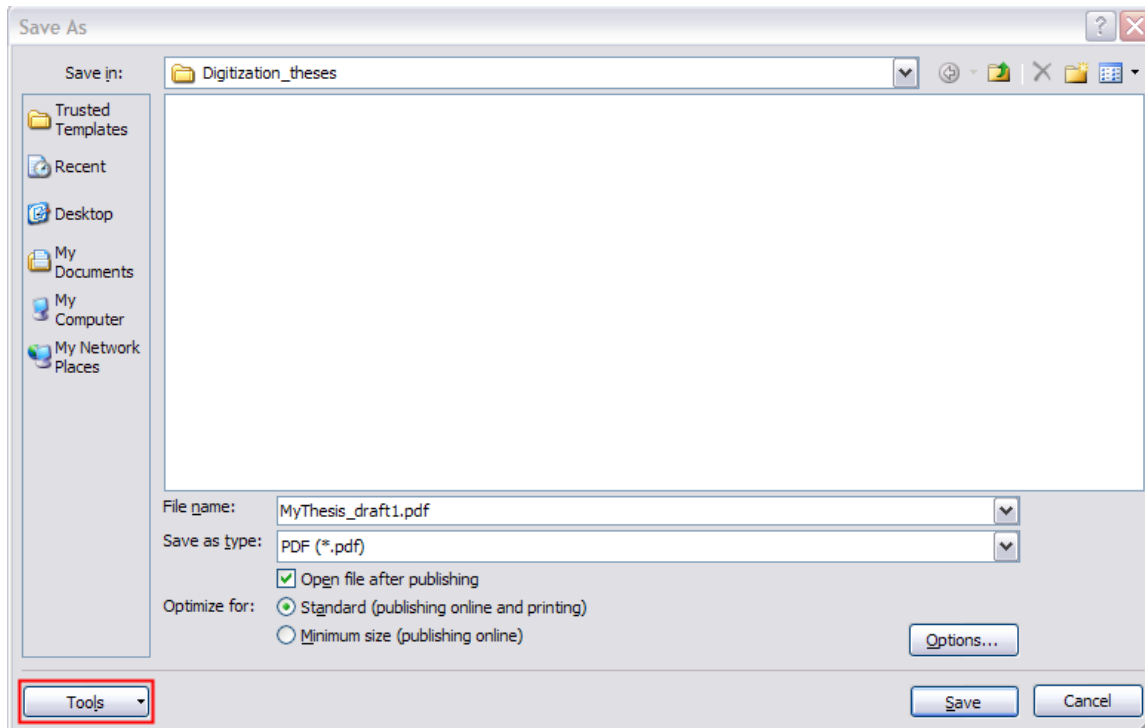 Save As
Save in:
Digitization_theses
Trusted
Templates
Recent
Desktop
My
Documents
My
Computer
My Network
Places
File name:
MyThesis_draft1.pdf
Save as type:
PDF (*.pdf)
Open file after publishing
Optimize for:
Standard (publishing online and printing)
Minimum size (publishing online)
Options...
Tools
Save
Cancel